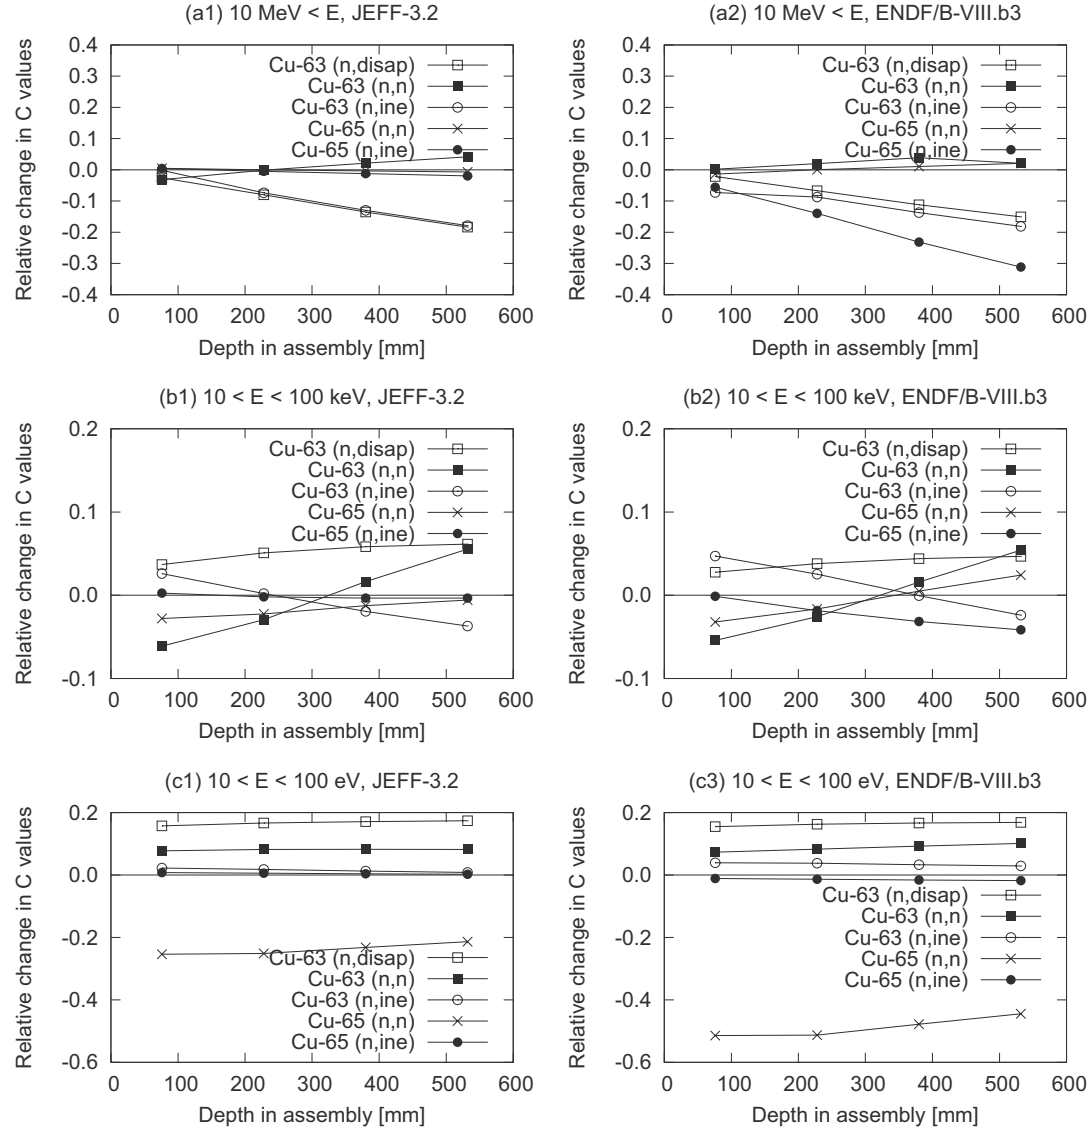 (a1) 10 MeV < E, JEFF-3.2
Relative change in C values
0.4
0.3
0.2
0.1
0.0
-0.1
-0.2
-0.3
-0.4
Cu-63 (n,disap)
Cu-63 (n,n)
Cu-63 (n,ine)
Cu-65 (n,n)
Cu-65 (n,ine)
0 100 200 300 400 500 600
Depth in assembly [mm]
(a2) 10 MeV < E, ENDF/B-VIII.b3
Relative change in C values
0.4
0.3
0.2
0.1
0.0
-0.1
-0.2
-0.3
-0.4
Cu-63 (n,disap)
Cu-63 (n,n)
Cu-63 (n,ine)
Cu-65 (n,n)
Cu-65 (n,ine)
0 100 200 300 400 500 600
Depth in assembly [mm]
(b1) 10 < E < 100 keV, JEFF-3.2
Relative change in C values
0.2
0.1
0.0
-0.1
Cu-63 (n,disap)
Cu-63 (n,n)
Cu-63 (n,ine)
Cu-65 (n,n)
Cu-65 (n,ine)
0 100 200 300 400 500 600
Depth in assembly [mm]
(b2) 10 < E < 100 keV, ENDF/B-VIII.b3
Relative change in C values
0.2
0.1
0.0
-0.1
Cu-63 (n,disap)
Cu-63 (n,n)
Cu-63 (n,ine)
Cu-65 (n,n)
Cu-65 (n,ine)
0 100 200 300 400 500 600
Depth in assembly [mm]
(c1) 10 < E < 100 eV, JEFF-3.2
Relative change in C values
0.2
0.0
-0.2
-0.4
-0.6
Cu-63 (n,disap)
Cu-63 (n,n)
Cu-63 (n,ine)
Cu-65 (n,n)
Cu-65 (n,ine)
0 100 200 300 400 500 600
Depth in assembly [mm]
(c3) 10 < E < 100 eV, ENDF/B-VIII.b3
Relative change in C values
0.2
0.0
-0.2
-0.4
-0.6
Cu-63 (n,disap)
Cu-63 (n,n)
Cu-63 (n,ine)
Cu-65 (n,n)
Cu-65 (n,ine)
0 100 200 300 400 500 600
Depth in assembly [mm]